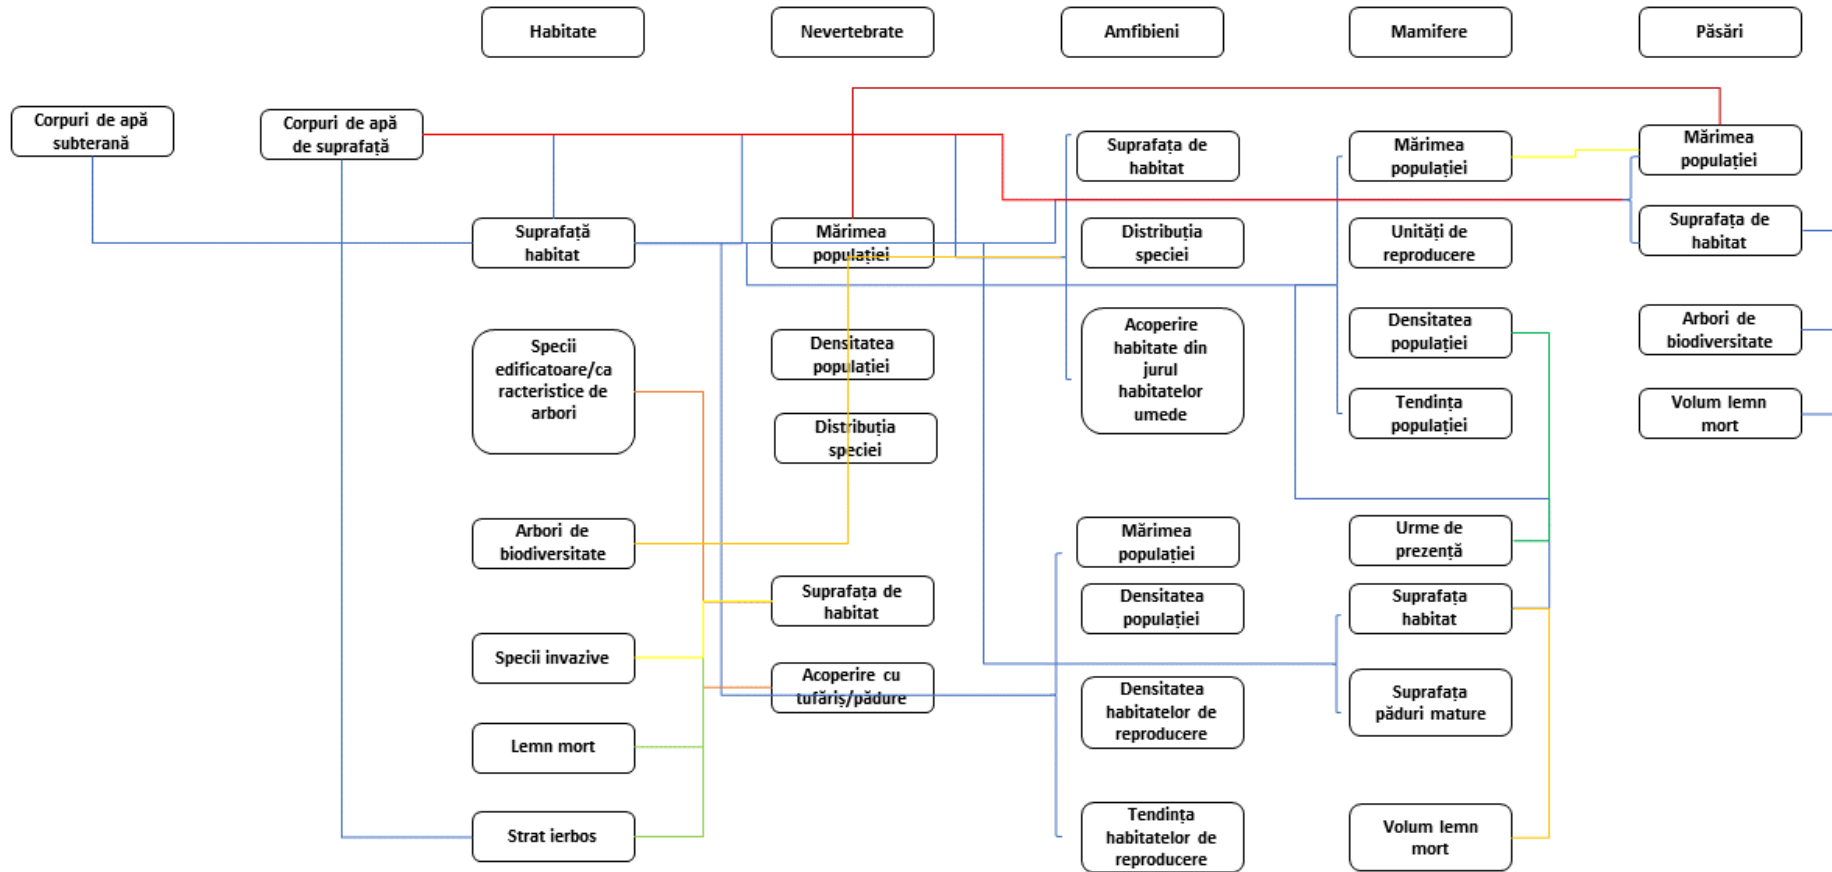 Habitate
Nevertebrate
Amfibieni
Mamifere
Păsări
Corpuri de apă
subterană
Corpuri de apă
de suprafață
Suprafață
habitat
Specii
edificatoare/ca
racteristice de
arbori
Arbori de
biodiversitate
Specii invazive
Lemn mort
Strat ierbos
Mărimea
populației
Densitatea
populației
Distribuția
speciei
Suprafața de
habitat
Acoperire cu
tufăriș/pădure
Suprafața de
habitat
Distribuția
speciei
Acoperire
habitate din
jurul
habitatelor
umede
Mărimea
populației
Densitatea
populației
Densitatea
habitatelor de
reproducere
Tendința
habitatelor de
reproducere
Mărimea
populației
Unități de
reproducere
Densitatea
populației
Tendința
populației
Urme de
prezență
Suprafața
habitat
Suprafața
păduri mature
Volum lemn
mort
Mărimea
populației
Suprafața de
habitat
Arbori de
biodiversitate
Volum lemn
mort